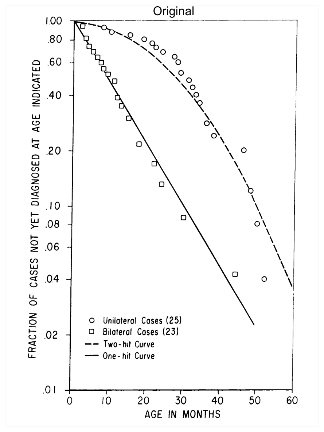 Original
1.00
.80
.60
.40
.20
.10
.08
.06
.04
.02
.01
FRACTION OF CASES NOT YET DIAGNOSED AT AGE INDICATED
Unilateral Cases (25)
Bilateral Cases (23)
Two-hit Curve
One-hit Curve
0 10 20 30 40 50 60
AGE IN MONTHS